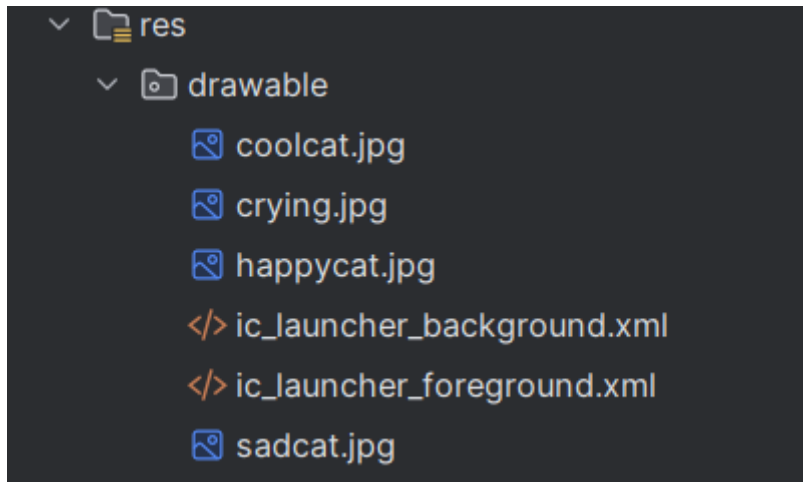 res
drawable
coolcat.jpg
crying.jpg
happycat.jpg
</> ic_launcher_background.xml
</> ic_launcher_foreground.xml
sadcat.jpg